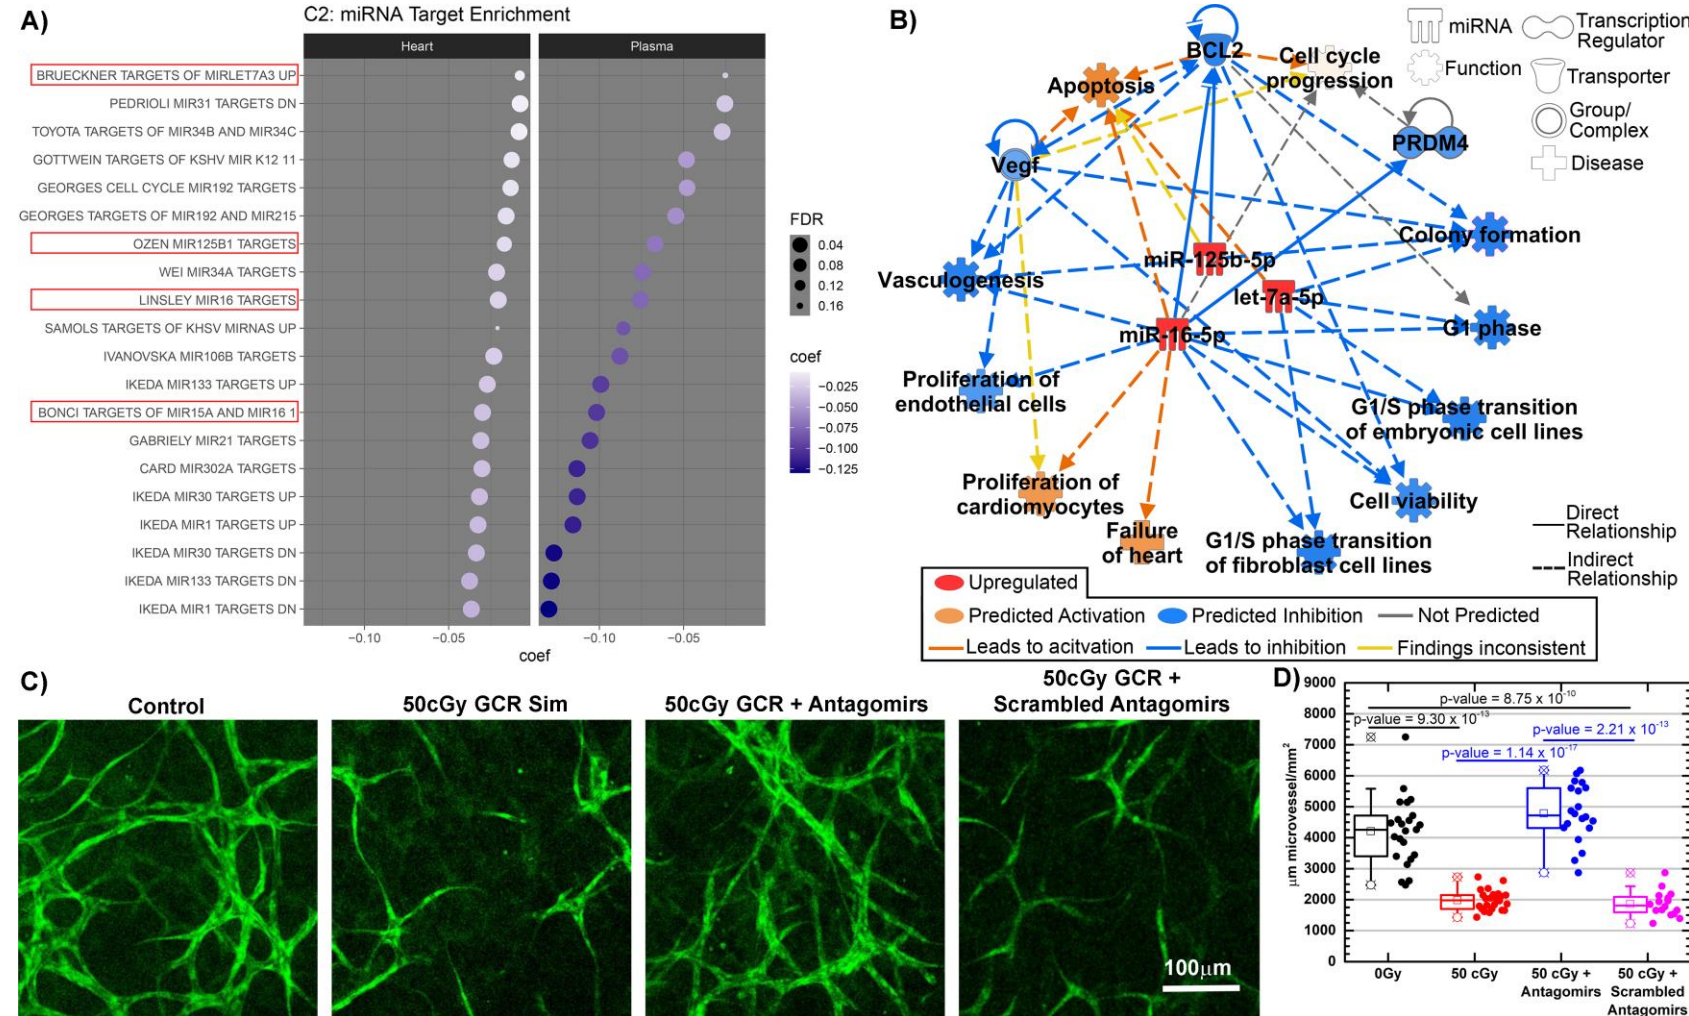 A)
C2: miRNA Target Enrichment
Heart
Plasma
BRUECKNER TARGETS OF MIRLET7A3 UP
PEDRIOLI MIR31 TARGETS DN
TOYOTA TARGETS OF MIR34B AND MIR34C
GOTTWEIN TARGETS OF KSHV MIR K12 11
GEORGES CELL CYCLE MIR192 TARGETS
GEORGES TARGETS OF MIR192 AND MIR215
OZEN MIR125B1 TARGETS
WEI MIR34A TARGETS
LINSLEY MIR16 TARGETS
SAMOLS TARGETS OF KHSV MIRNAS UP
IVANOVSKA MIR106B TARGETS
IKEDA MIR133 TARGETS UP
BONCI TARGETS OF MIR15A AND MIR16 1
GABRIELY MIR21 TARGETS
CARD MIR302A TARGETS
IKEDA MIR30 TARGETS UP
IKEDA MIR1 TARGETS UP
IKEDA MIR30 TARGETS DN
IKEDA MIR133 TARGETS DN
IKEDA MIR1 TARGETS DN
−0.10 −0.05 −0.10 −0.05
coef
FDR
0.04
0.08
0.12
0.16
coef
−0.025
−0.050
−0.075
−0.100
−0.125
B)
BCL2
Cell cycle
progression
Apoptosis
Vegf
PRDM4
Colony formation
miR-125b-5p
Vasculogenesis
let-7a-5p
miR-16-5p
G1 phase
Proliferation of
endothelial cells
G1/S phase transition
of embryonic cell lines
Proliferation of
cardiomyocytes
Cell viability
Failure
of heart
G1/S phase transition
of fibroblast cell lines
miRNA
Transcription
Regulator
Function
Transporter
Group/
Complex
Disease
Direct
Relationship
Indirect
Relationship
Upregulated
Predicted Activation
Predicted Inhibition
Not Predicted
Leads to acitvation
Leads to inhibition
Findings inconsistent
C)
Control
50cGy GCR Sim
50cGy GCR + Antagomirs
50cGy GCR +
Scrambled Antagomirs
100µm
D)
µm microvessel/mm2
9000
8000
7000
6000
5000
4000
3000
2000
1000
0
p-value = 8.75 x 10-10
p-value = 9.30 x 10-13
p-value = 2.21 x 10-13
p-value = 1.14 x 10-17
0Gy
50 cGy
50 cGy +
Antagomirs
50 cGy +
Scrambled
Antagomirs